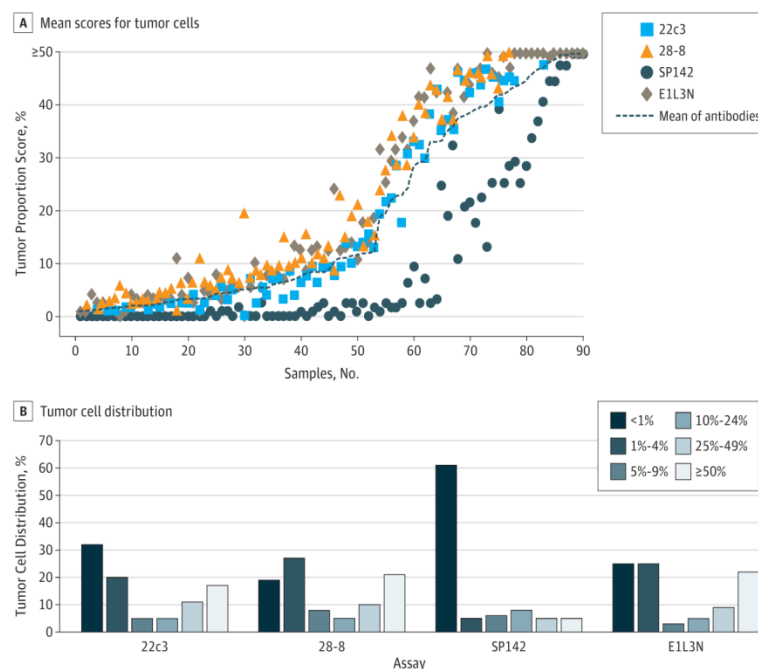 A Mean scores for tumor cells
22c3
28-8
SP142
E1L3N
Mean of antibodies
≥50
40
30
20
10
0
Tumor Proportion Score, %
0 10 20 30 40 50 60 70 80 90
Samples, No.
B Tumor cell distribution
<1% 10%-24%
1%-4% 25%-49%
5%-9% ≥50%
70
60
50
40
30
20
10
0
Tumor Cell Distribution, %
22c3 28-8 SP142 E1L3N
Assay